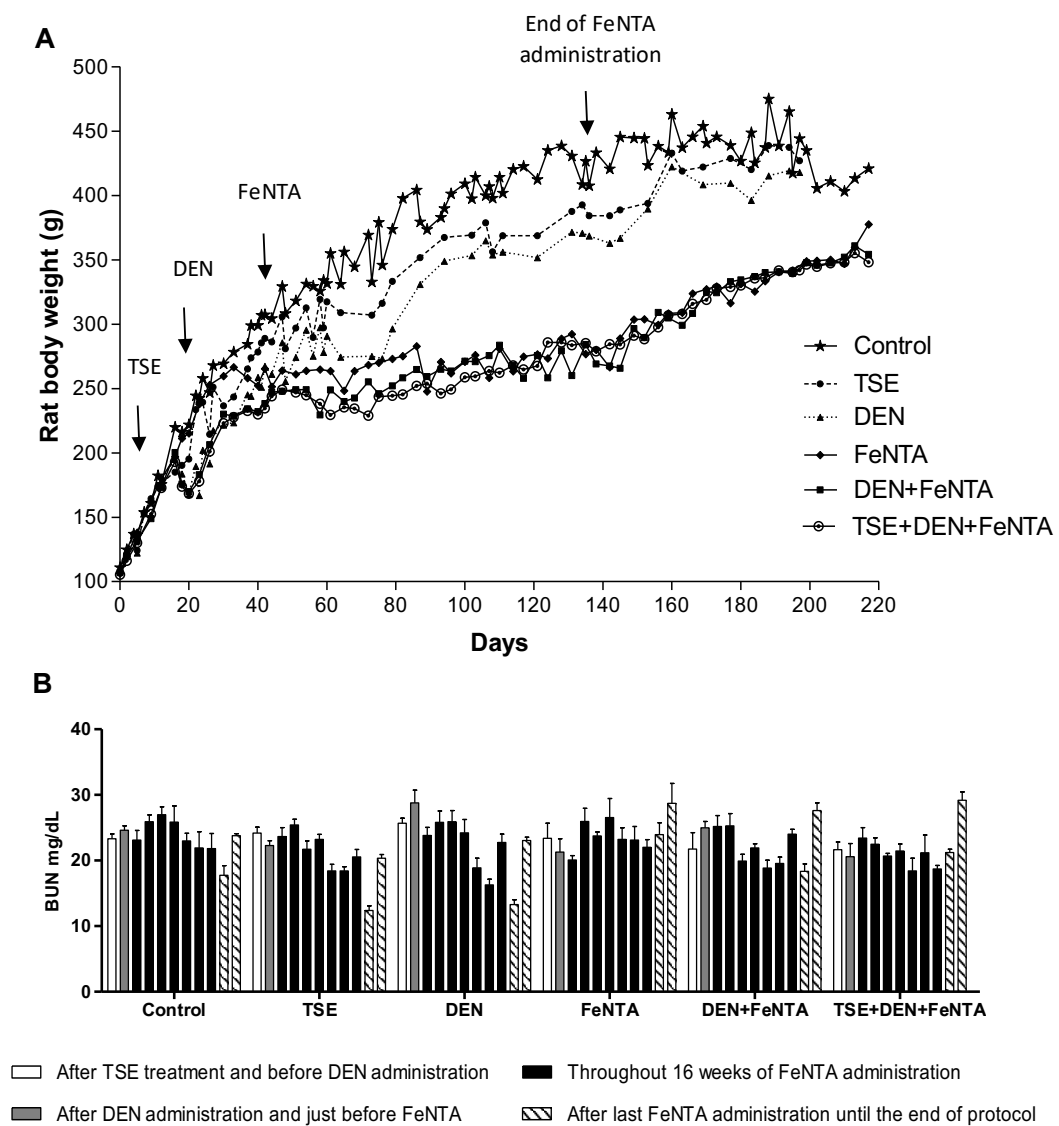 A
End of FeNTA
administration
500
450
FeNTA
400
DEN
350
TSE
300
250
200
150
100
Rat body weight (g)
Control
TSE
DEN
FeNTA
DEN+FeNTA
TSE+DEN+FeNTA
0 20 40 60 80 100 120 140 160 180 200 220
Days
B
40
30
20
10
0
BUN mg/dL
Control TSE DEN FeNTA DEN+FeNTA TSE+DEN+FeNTA
After TSE treatment and before DEN administration
Throughout 16 weeks of FeNTA administration
After DEN administration and just before FeNTA
After last FeNTA administration until the end of protocol